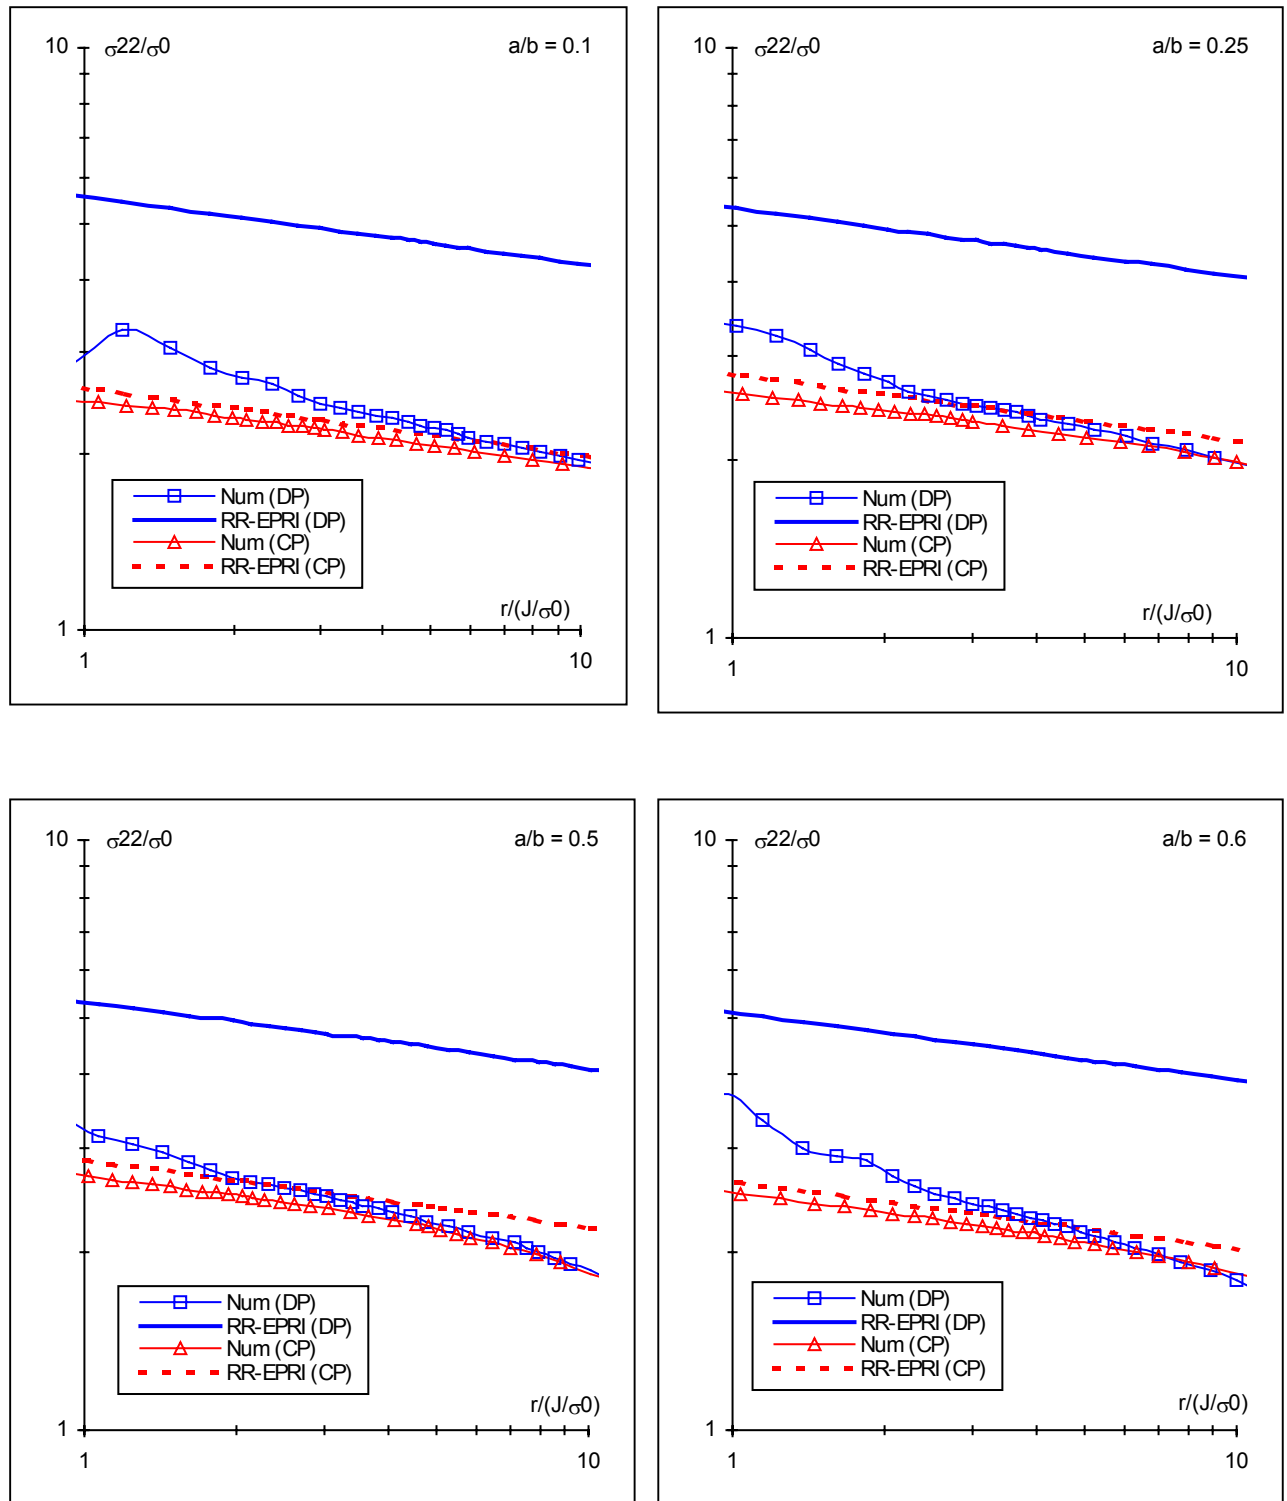 10 σ22/σ0 a/b = 0.1
Num (DP)
RR-EPRI (DP)
Num (CP)
RR-EPRI (CP)
r/(J/σ0)
1
1 10
10 σ22/σ0 a/b = 0.25
Num (DP)
RR-EPRI (DP)
Num (CP)
RR-EPRI (CP)
r/(J/σ0)
1
1 10
10 σ22/σ0 a/b = 0.5
Num (DP)
RR-EPRI (DP)
Num (CP)
RR-EPRI (CP)
r/(J/σ0)
1
1 10
10 σ22/σ0 a/b = 0.6
Num (DP)
RR-EPRI (DP)
Num (CP)
RR-EPRI (CP)
r/(J/σ0)
1
1 10